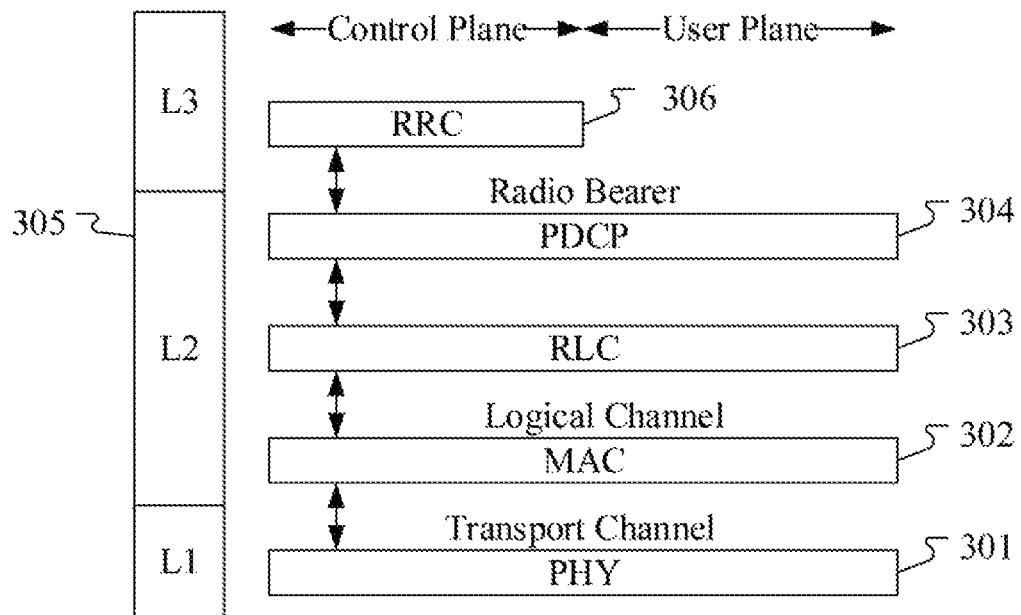 Control Plane User Plane
L3
RRC
306
Radio Bearer
305
PDCP
304
L2
RLC
303
Logical Channel
MAC
302
Transport Channel
L1
PHY
301